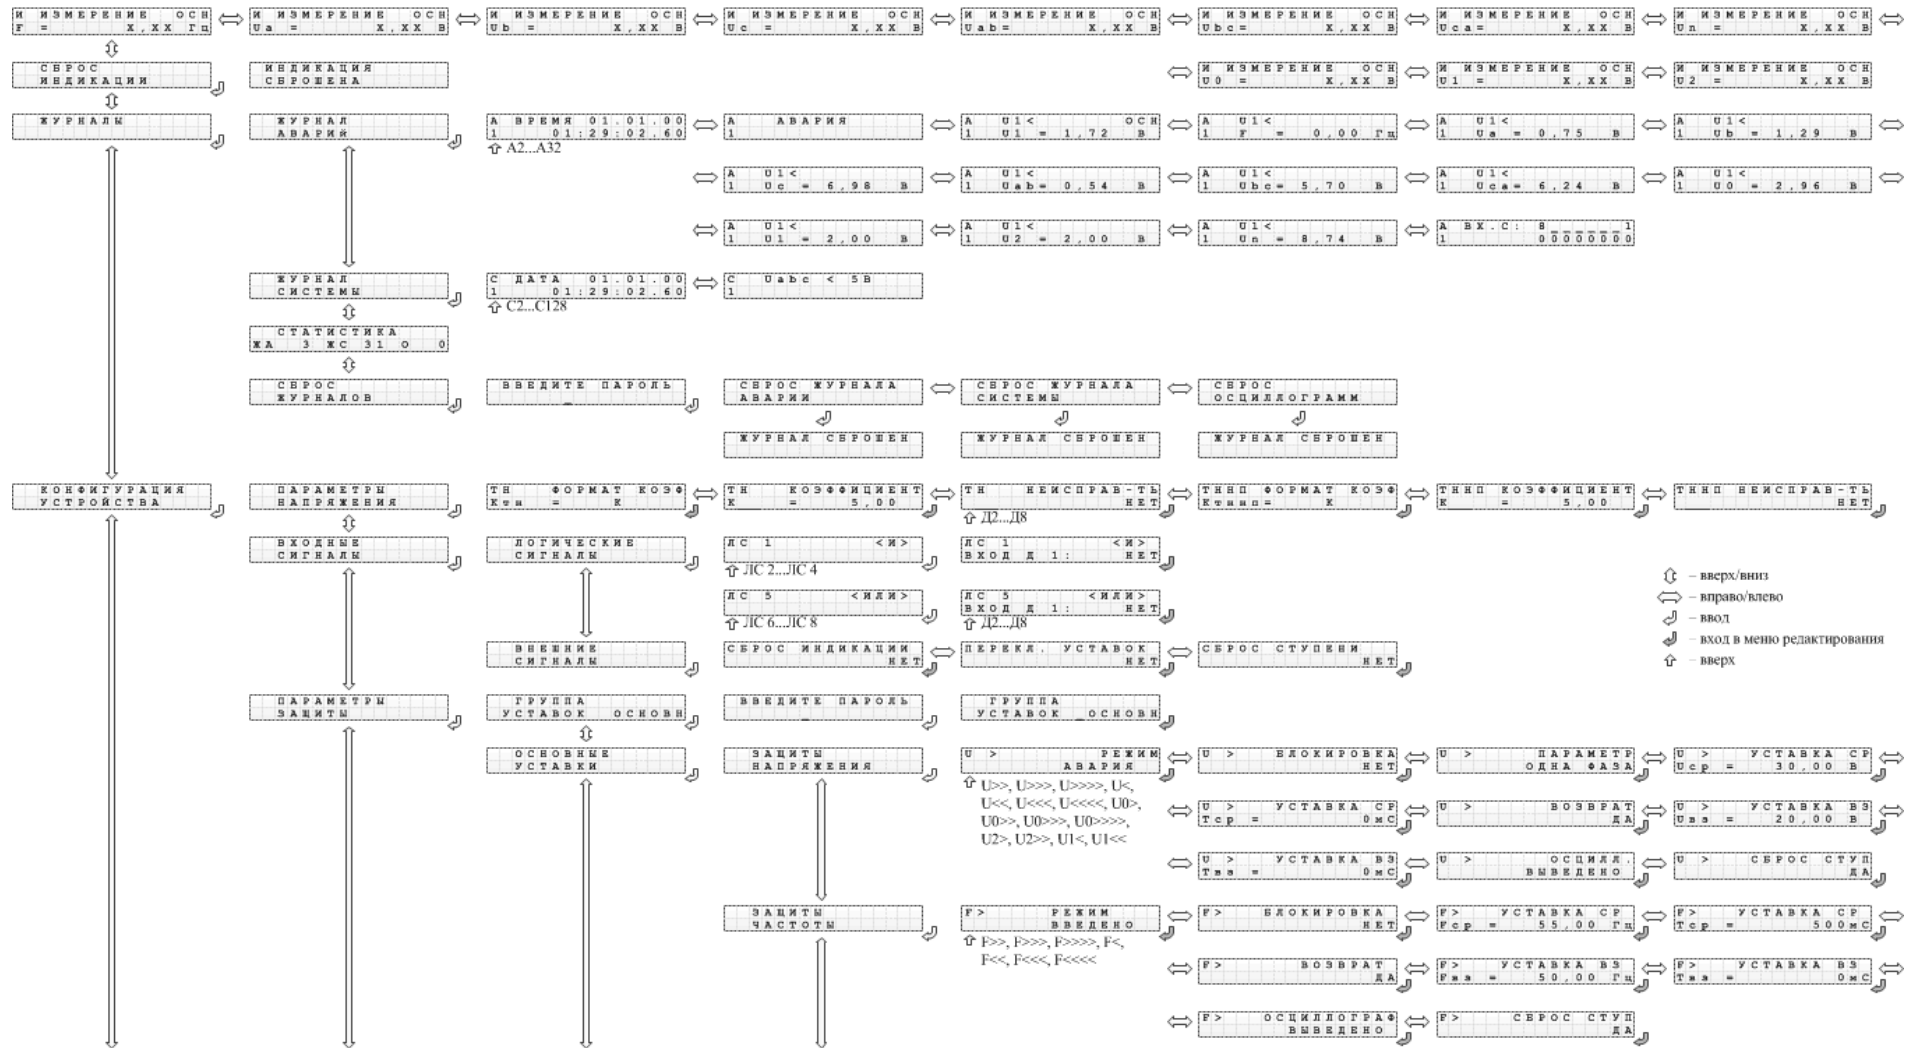 И ИЗМЕРЕНИЕ ОСН
F = X,XX Гц
И ИЗМЕРЕНИЕ ОСН
Ua = X,XX В
И ИЗМЕРЕНИЕ ОСН
Ub = X,XX В
И ИЗМЕРЕНИЕ ОСН
Uc = X,XX В
И ИЗМЕРЕНИЕ ОСН
Uab= X,XX В
И ИЗМЕРЕНИЕ ОСН
Ubc= X,XX В
И ИЗМЕРЕНИЕ ОСН
Uca= X,XX В
И ИЗМЕРЕНИЕ ОСН
Un = X,XX В
СБРОС
ИНДИКАЦИИ
ИНДИКАЦИЯ
СБРОШЕНА
И ИЗМЕРЕНИЕ ОСН
U0 = X,XX В
И ИЗМЕРЕНИЕ ОСН
U1 = X,XX В
И ИЗМЕРЕНИЕ ОСН
U2 = X,XX В
ЖУРНАЛЫ
ЖУРНАЛ
АВАРИй
А ВРЕМЯ 01.01.00
1 01:29:02.60
А АВАРИЯ
1
А U1< ОСН
1 U1 = 1,72 В
А U1<
1 F = 0,00 Гц
А U1<
1 Ua = 0,75 В
А U1<
1 Ub = 1,29 В
А2...А32
А U1<
1 Uc = 6,98 В
А U1<
1 Uab= 0,54 В
А U1<
1 Ubc= 5,70 В
А U1<
1 Uca= 6,24 В
А U1<
1 U0 = 2,96 В
А U1<
1 U1 = 2,00 В
А U1<
1 U2 = 2,00 В
А U1<
1 Un = 8,74 В
А ВХ.С: 8______1
1 00000000
ЖУРНАЛ
СИСТЕМЫ
С ДАТА 01.01.00
1 01:29:02.60
С Uabc < 5В
1
С2...С128
СТАТИСТИКА
ЖА 3 ЖС 31 О 0
СБРОС
ЖУРНАЛОВ
ВВЕДИТЕ ПАРОЛЬ
_
СБРОС ЖУРНАЛА
АВАРИИ
СБРОС ЖУРНАЛА
СИСТЕМЫ
СБРОС
ОСЦИЛЛОГРАММ
ЖУРНАЛ СБРОШЕН
ЖУРНАЛ СБРОШЕН
ЖУРНАЛ СБРОШЕН
КОНФИГУРАЦИЯ
УСТРОЙСТВА
ПАРАМЕТРЫ
НАПРЯЖЕНИЯ
ТН ФОРМАТ КОЭФ
Ктн = К
ТН КОЭФФИЦИЕНТ
К__ = 5,00
ТН НЕИСПРАВ-ТЬ
НЕТ
ТННП ФОРМАТ КОЭФ
Ктннп= К
ТННП КОЭФФИЦИЕНТ
К___ = 5,00
ТННП НЕИСПРАВ-ТЬ
НЕТ
Д2...Д8
ВХОДНЫЕ
СИГНАЛЫ
ЛОГИЧЕСКИЕ
СИГНАЛЫ
ЛС 1 <И>
ЛС 1 <И>
ВХОД Д 1: НЕТ
ЛС 2...ЛС 4
ЛС 5 <ИЛИ>
ЛС 5 <ИЛИ>
ВХОД Д 1: НЕТ
ЛС 6...ЛС 8
Д2...Д8
ВНЕШНИЕ
СИГНАЛЫ
СБРОС ИНДИКАЦИИ
НЕТ
ПЕРЕКЛ. УСТАВОК
НЕТ
СБРОС СТУПЕНИ
НЕТ
– вверх/вниз
– вправо/влево
– ввод
– вход в меню редактирования
– вверх
ПАРАМЕТРЫ
ЗАЩИТЫ
ГРУППА
УСТАВОК ОСНОВН
ВВЕДИТЕ ПАРОЛЬ
_
ГРУППА
УСТАВОК _ОСНОВН
ОСНОВНЫЕ
УСТАВКИ
ЗАЩИТЫ
НАПРЯЖЕНИЯ
U > РЕЖИМ
АВАРИЯ
U > БЛОКИРОВКА
НЕТ
U > ПАРАМЕТР
ОДНА ФАЗА
U > УСТАВКА СР
Uср = 30,00 В
U>>, U>>>, U>>>>, U<,
U<<, U<<<, U<<<<, U0>,
U0>>, U0>>>, U0>>>>,
U2>, U2>>, U1<, U1<<
U > УСТАВКА СР
Тср = 0мС
U > ВОЗВРАТ
ДА
U > УСТАВКА ВЗ
Uвз = 20,00 В
U > УСТАВКА ВЗ
Твз = 0мС
U > ОСЦИЛЛ.
ВЫВЕДЕНО
U > СБРОС СТУП
ДА
ЗАЩИТЫ
ЧАСТОТЫ
F> РЕЖИМ
ВВЕДЕНО
F> БЛОКИРОВКА
НЕТ
F> УСТАВКА СР
Fср = 55,00 Гц
F> УСТАВКА СР
Тср = 500мС
F>>, F>>>, F>>>>, F<,
F<<, F<<<, F<<<<
F> ВОЗВРАТ
ДА
F> УСТАВКА ВЗ
Fвз = 50,00 Гц
F> УСТАВКА ВЗ
Твз = 0мС
F> ОСЦИЛЛОГРАФ
ВЫВЕДЕНО
F> СБРОС СТУП
ДА